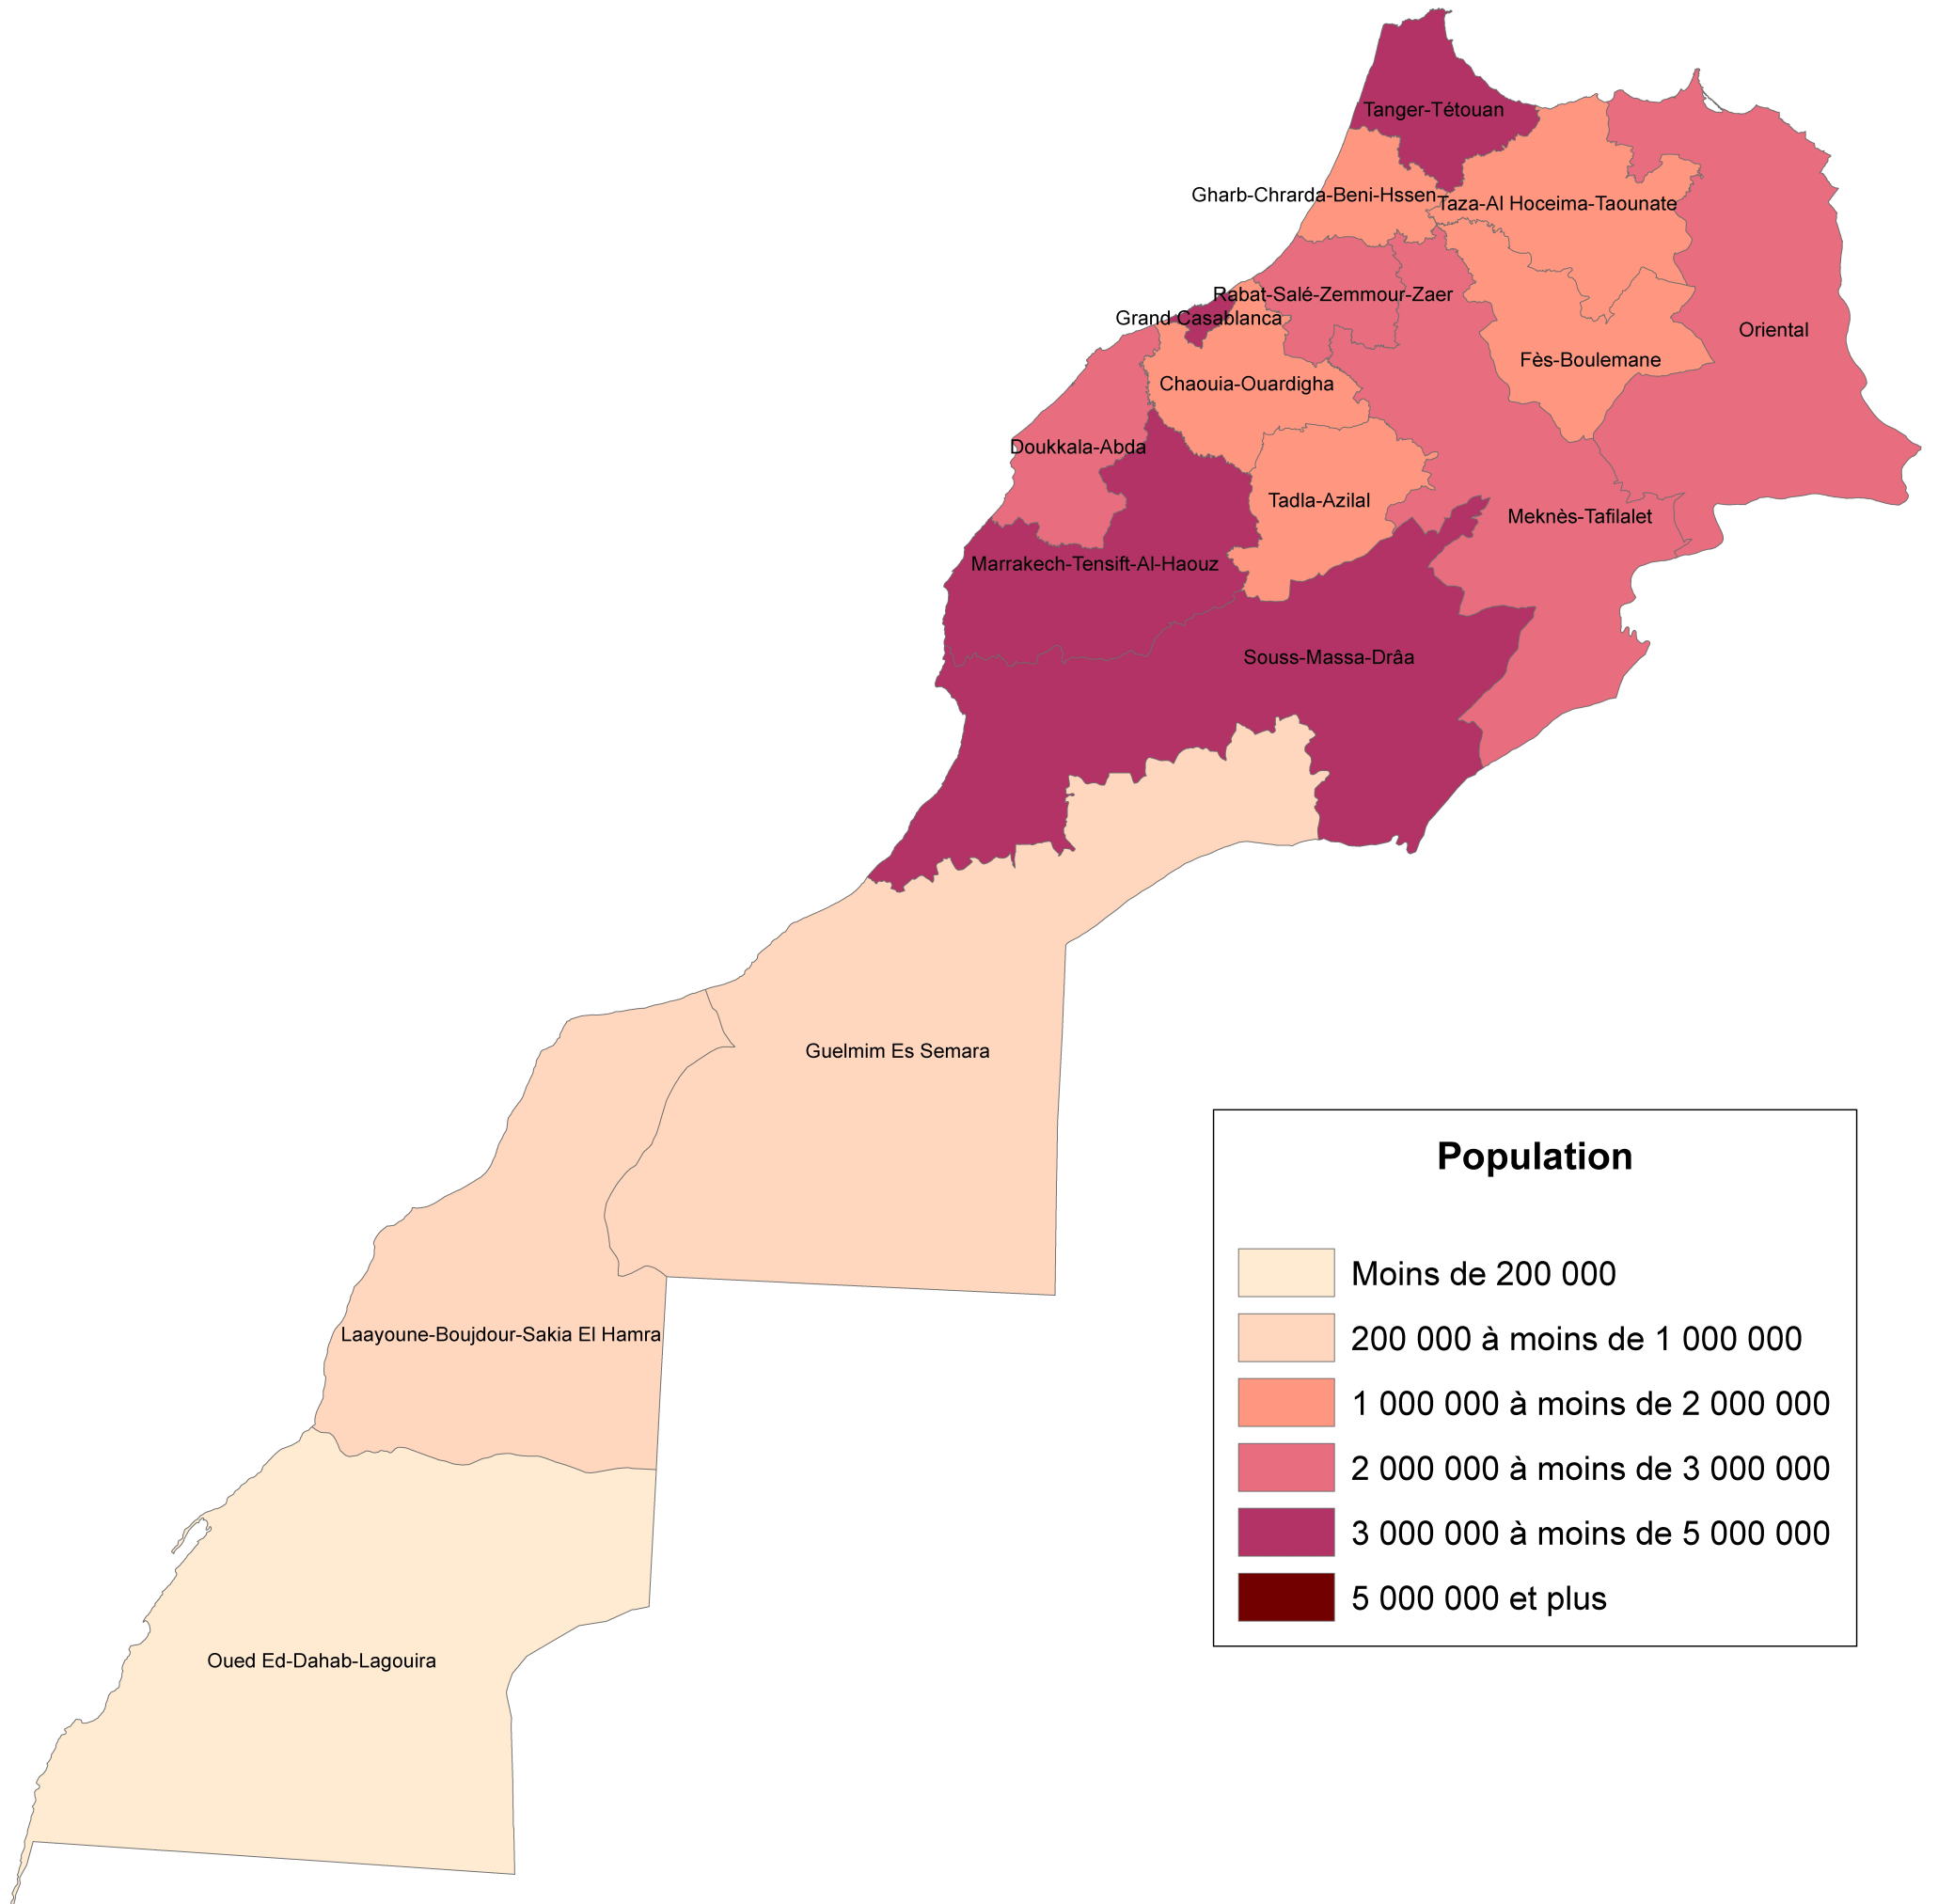 Tanger-Tétouan
Gharb-Chrarda-Beni-Hssen
Taza-Al Hoceima-Taounate
Rabat-Salé-Zemmour-Zaer
Grand Casablanca
Oriental
Fès-Boulemane
Chaouia-Ouardigha
Doukkala-Abda
Tadla-Azilal
Meknès-Tafilalet
Marrakech-Tensift-Al-Haouz
Souss-Massa-Drâa
Guelmim Es Semara
Laayoune-Boujdour-Sakia El Hamra
Oued Ed-Dahab-Lagouira
Population
Moins de 200 000
200 000 à moins de 1 000 000
1 000 000 à moins de 2 000 000
2 000 000 à moins de 3 000 000
3 000 000 à moins de 5 000 000
5 000 000 et plus